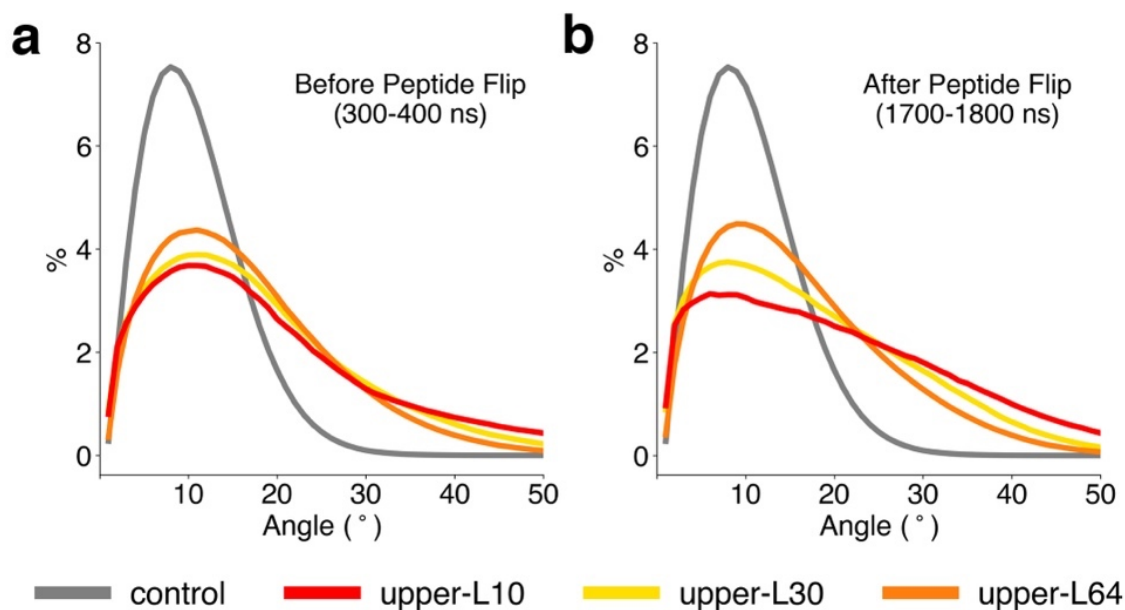 a
8
6
4
2
0
%
Before Peptide Flip
(300-400 ns)
10 20 30 40 50
Angle (°)
b
8
6
4
2
0
%
After Peptide Flip
(1700-1800 ns)
10 20 30 40 50
Angle (°)
control upper-L10 upper-L30 upper-L64